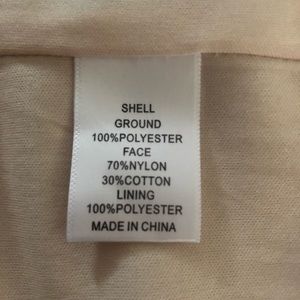 SHELL
GROUND
100%POLYESTER
FACE
70%NYLON
30%COTTON
LINING
100%POLYESTER
MADE IN CHINA